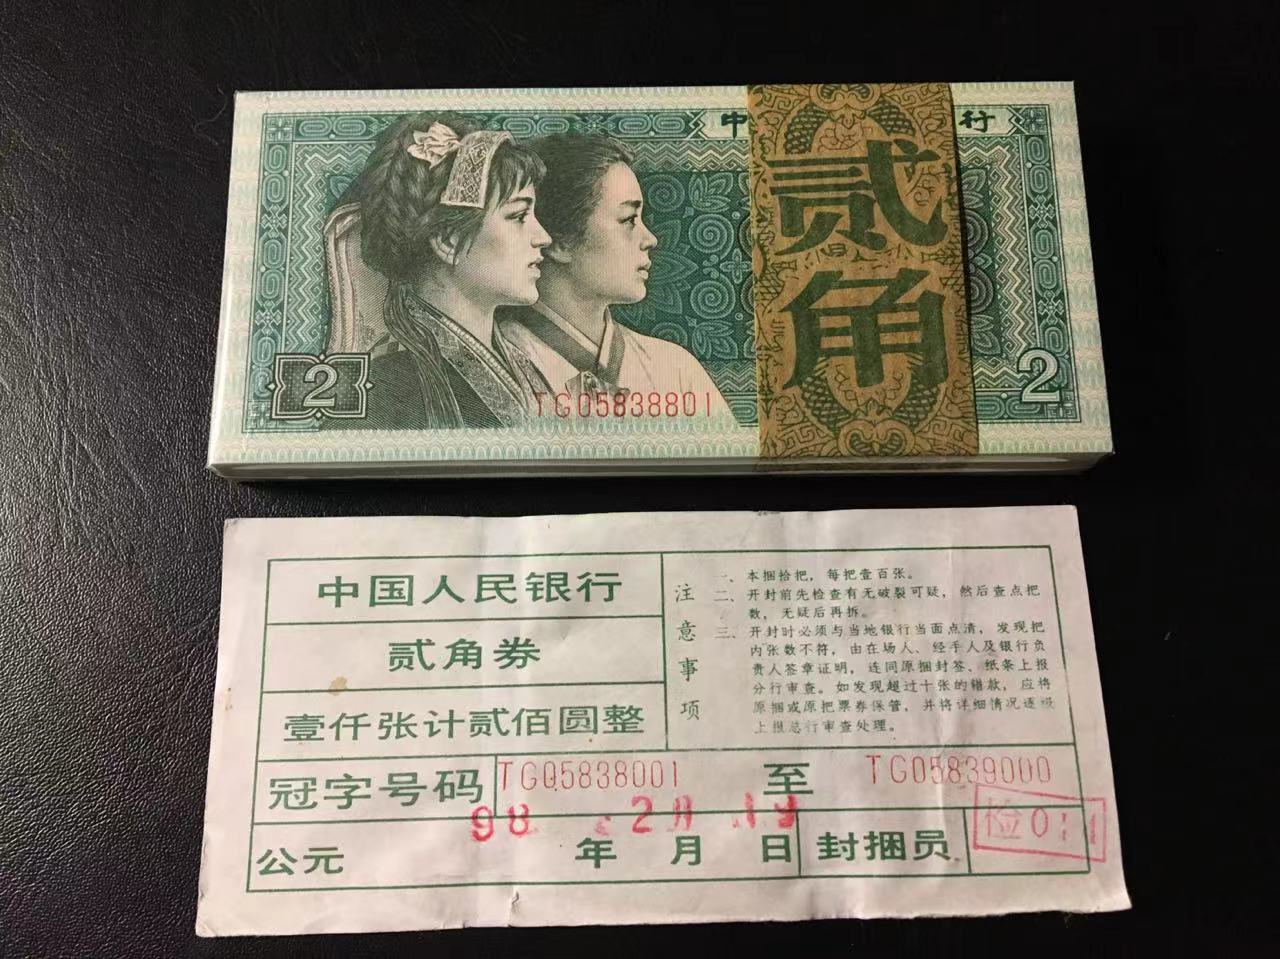 中
行
贰
角
2
2
TG05838801
中国人民银行
贰角券
壹仟张计贰佰圆整
注意事项
一、本捆拾把，每把壹百张。
二、开封前先检查有无破裂可疑，然后查点把
数，无疑后再拆。
三、开封时必须与当地银行当面点清，发现把
内张数不符，由在场人、经手人及银行负
责人签章证明，连同原捆封签、纸条上报
分行审查。如发现超过十张的错款，应将
原捆或原把票券保管，并将详细情况逐级
上报总行审查处理。
冠字号码 TG05838001 至 TG05839000
98 2月 19
公元 年 月 日 封捆员
检